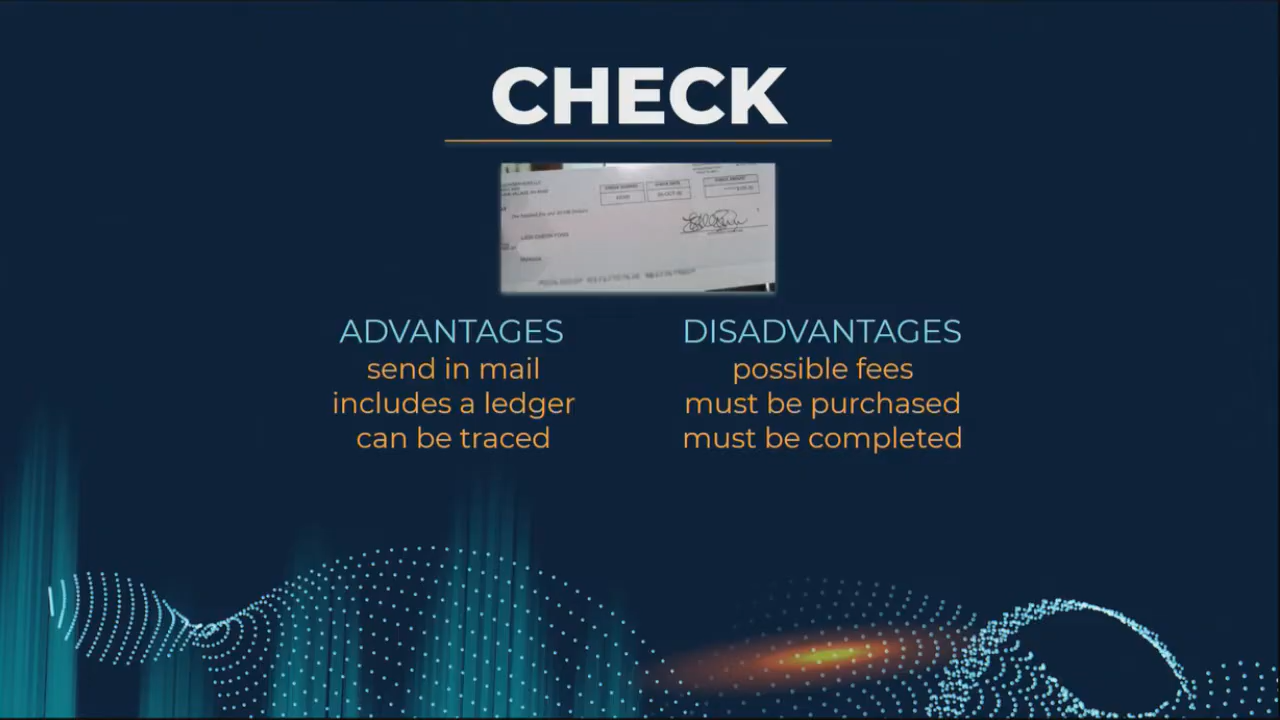 CHECK
ADVANTAGES
send in mail
includes a ledger
can be traced
DISADVANTAGES
possible fees
must be purchased
must be completed